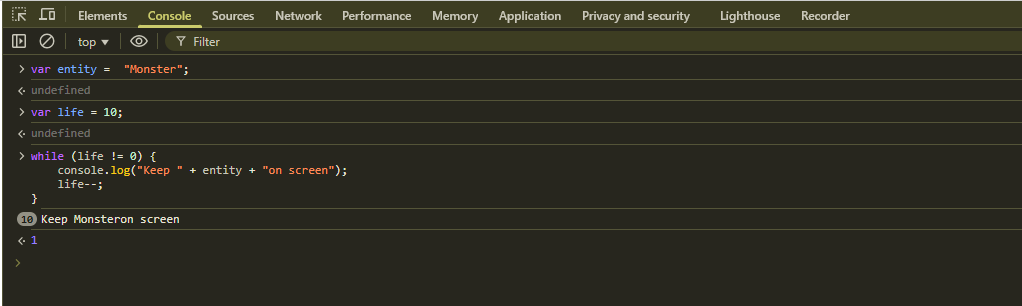 Elements Console Sources Network Performance Memory Application Privacy and security Lighthouse Recorder
top Filter
var entity =  "Monster";
undefined
var life = 10;
undefined
while (life != 0) {
    console.log("Keep " + entity + "on screen");
    life--;
}
10 Keep Monsteron screen
1